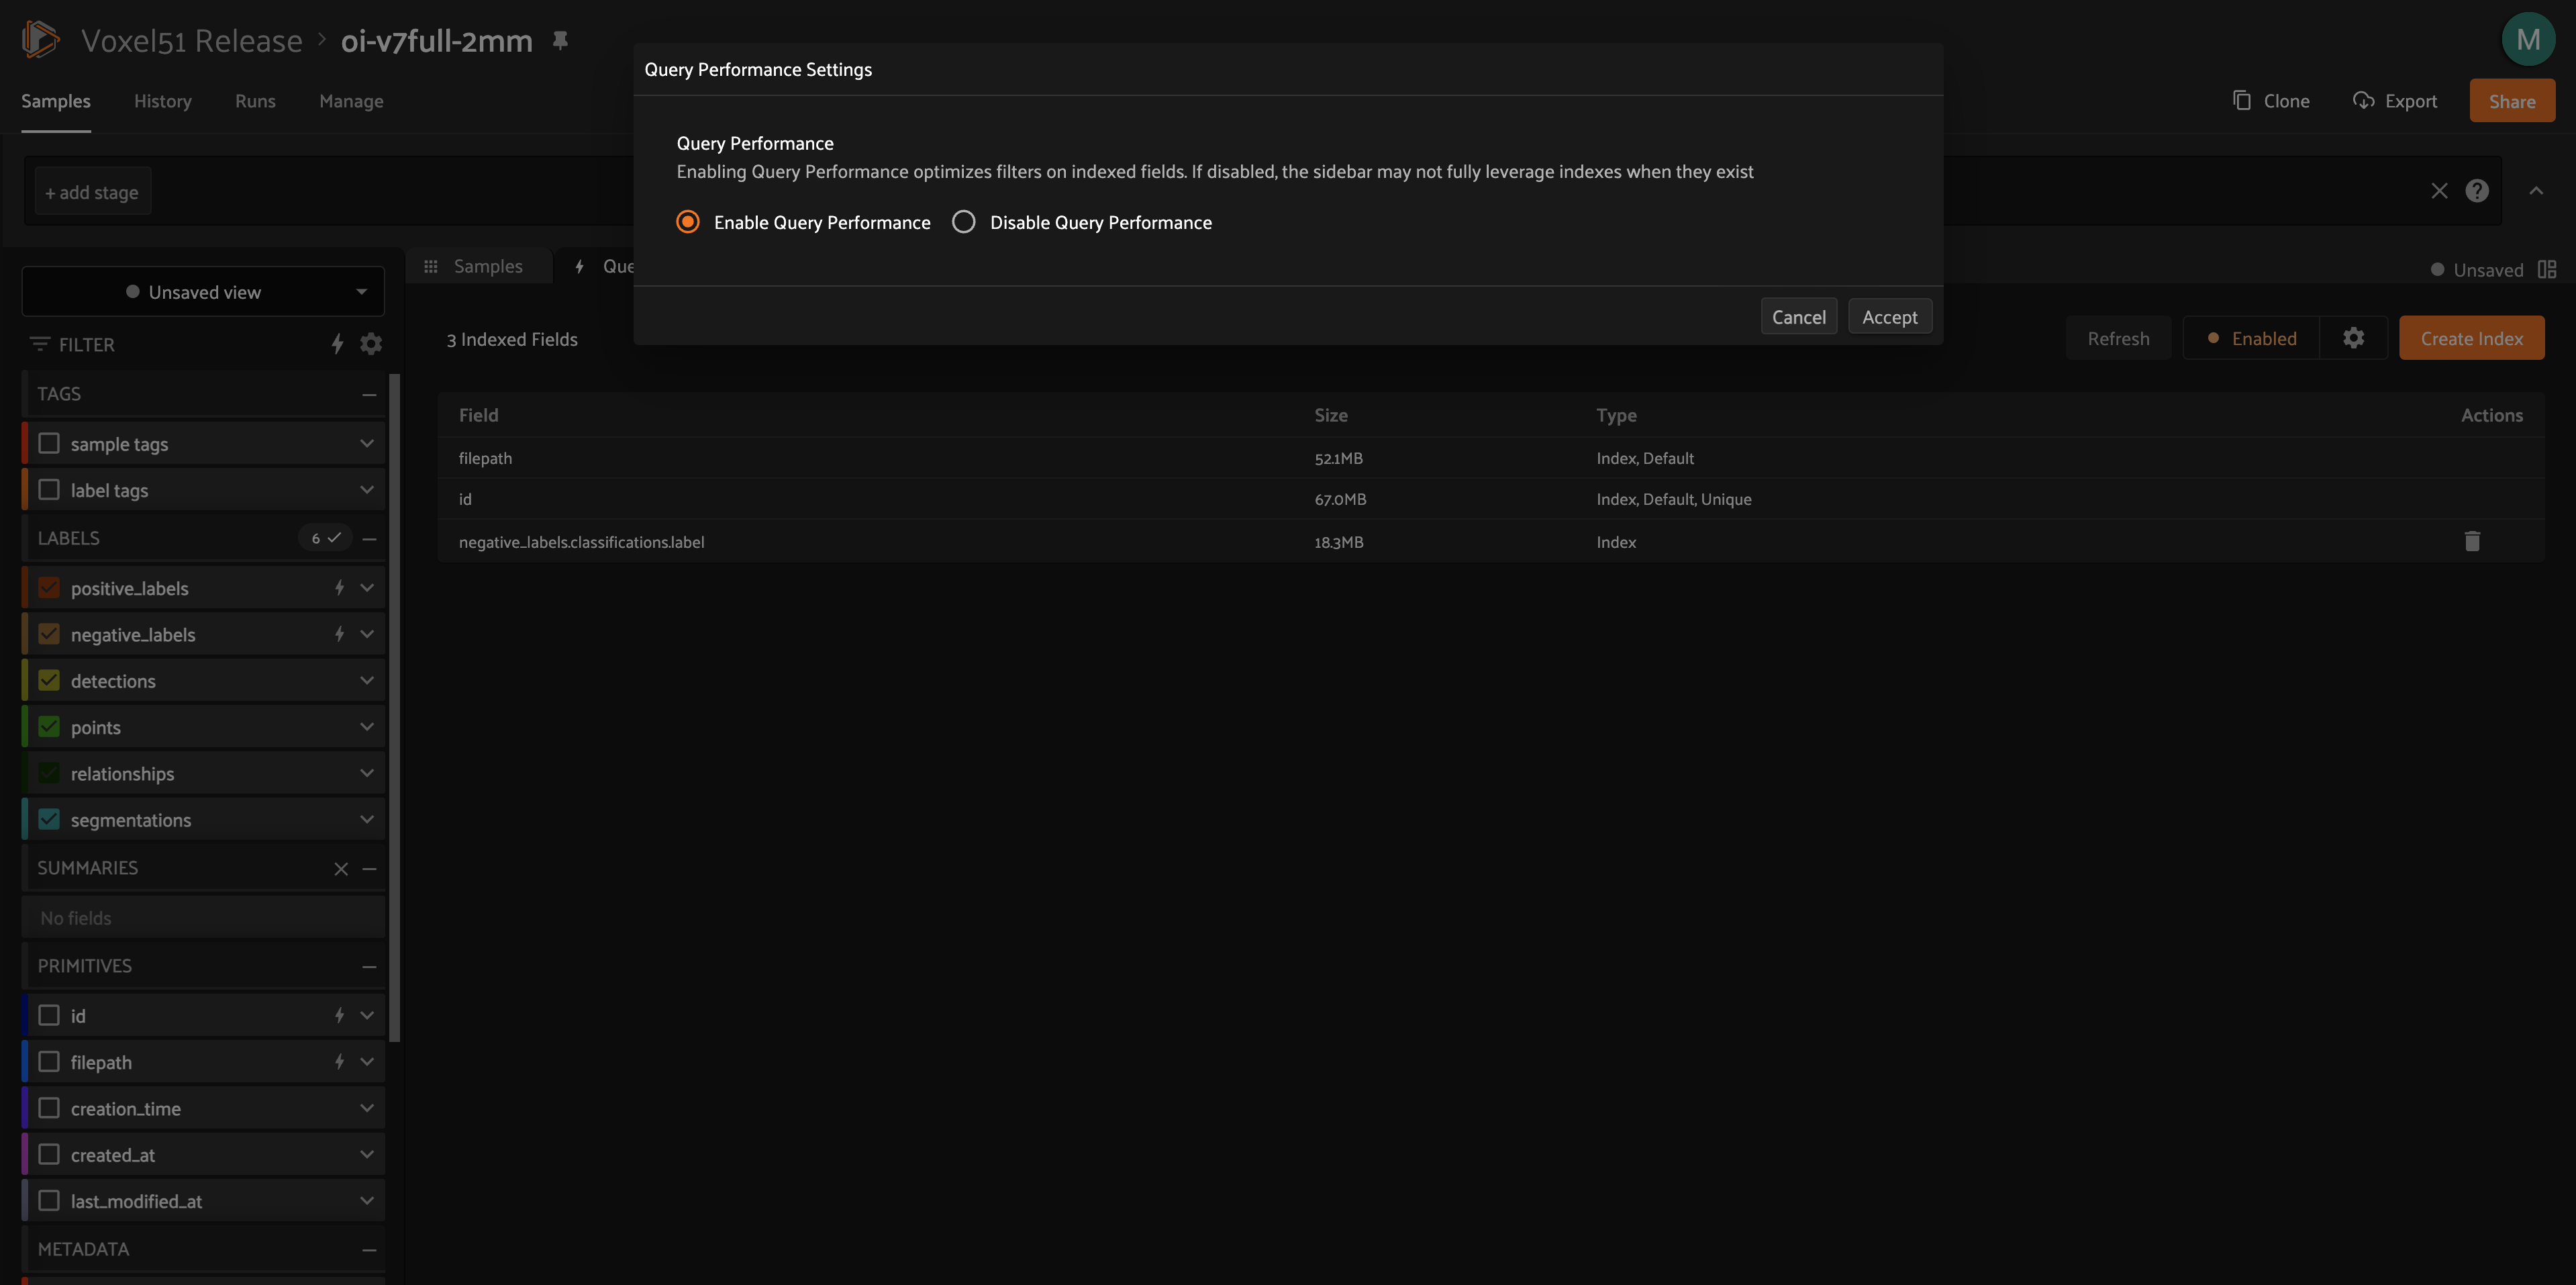 Voxel51 Release > oi-v7full-2mm
M
Samples History Runs Manage
Clone Export Share
+ add stage
Query Performance Settings
Query Performance
Enabling Query Performance optimizes filters on indexed fields. If disabled, the sidebar may not fully leverage indexes when they exist
Enable Query Performance Disable Query Performance
Cancel Accept
Unsaved view
Samples Que
Unsaved
FILTER
3 Indexed Fields
Refresh Enabled Create Index
Field Size Type Actions
filepath 52.1MB Index, Default
id 67.0MB Index, Default, Unique
negative_labels.classifications.label 18.3MB Index
TAGS
sample tags
label tags
LABELS 6
positive_labels
negative_labels
detections
points
relationships
segmentations
SUMMARIES
No fields
PRIMITIVES
id
filepath
creation_time
created_at
last_modified_at
METADATA